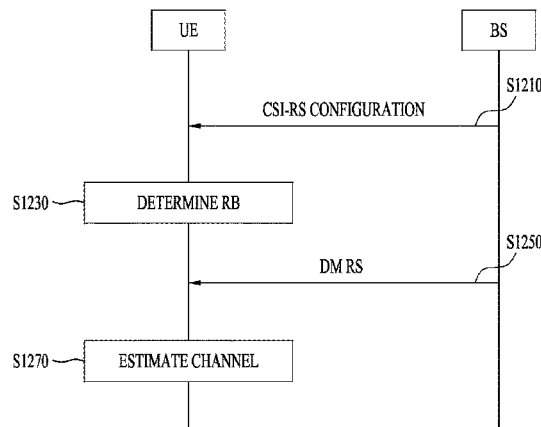 UE
BS
S1210
CSI-RS CONFIGURATION
S1230
DETERMINE RB
S1250
DM RS
S1270
ESTIMATE CHANNEL